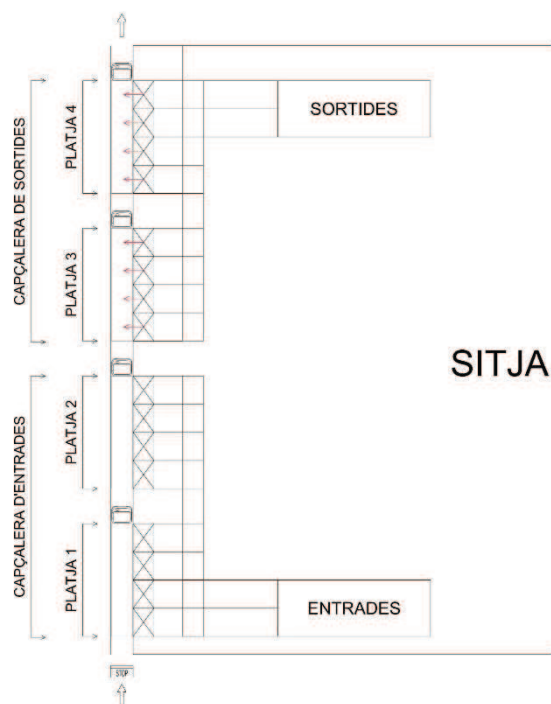 CAPÇALERA DE SORTIDES
PLATJA 4
SORTIDES
PLATJA 3
SITJA
CAPÇALERA D'ENTRADES
PLATJA 2
PLATJA 1
ENTRADES
STOP